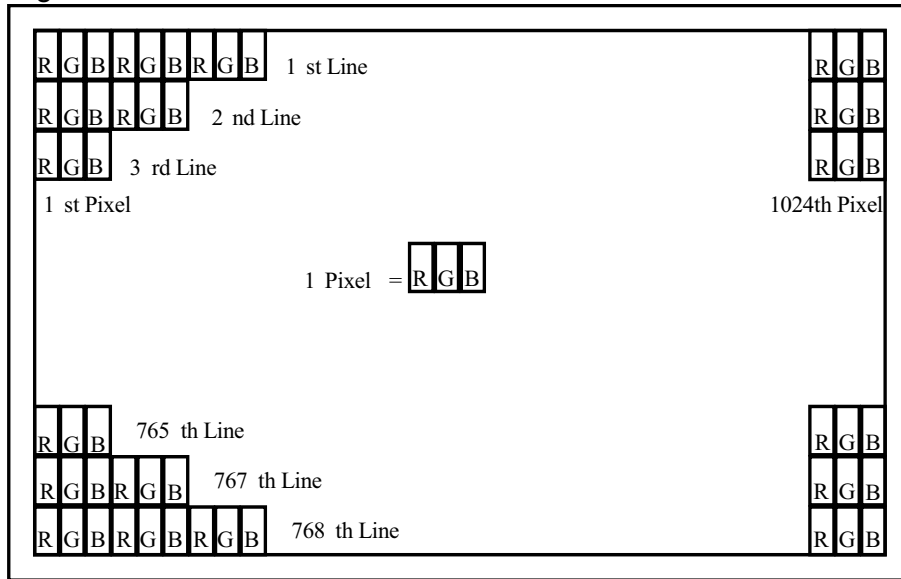 R G B R G B R G B 1 st Line R G B
R G B R G B 2 nd Line R G B
R G B 3 rd Line R G B
1 st Pixel 1024th Pixel
1 Pixel = R G B
R G B 765 th Line R G B
R G B R G B 767 th Line R G B
R G B R G B R G B 768 th Line R G B